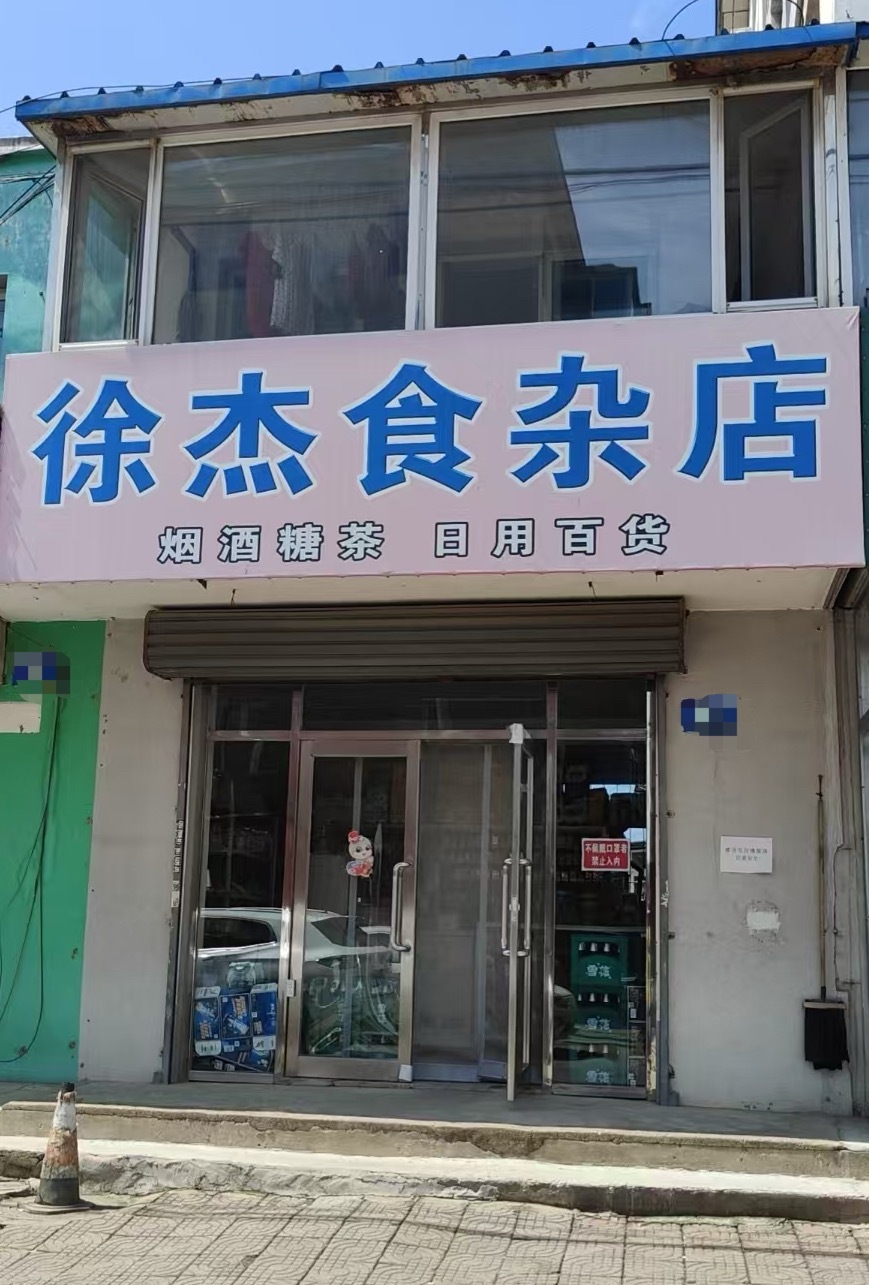 徐杰食杂店
烟酒糖茶 日用百货
不佩戴口罩者
禁止入内
雪花
雪花
雪花